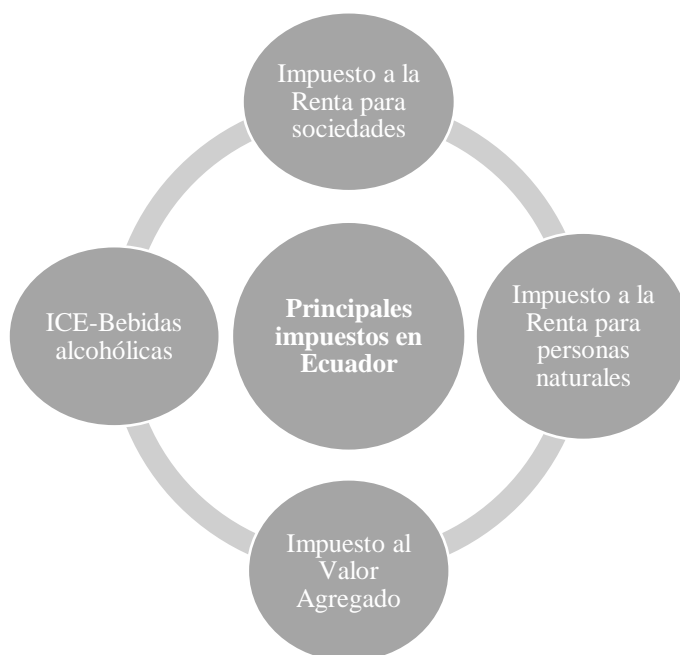 Impuesto a la
Renta para
sociedades
ICE-Bebidas
alcohólicas
Principales
impuestos en
Ecuador
Impuesto a la
Renta para
personas
naturales
Impuesto al
Valor
Agregado